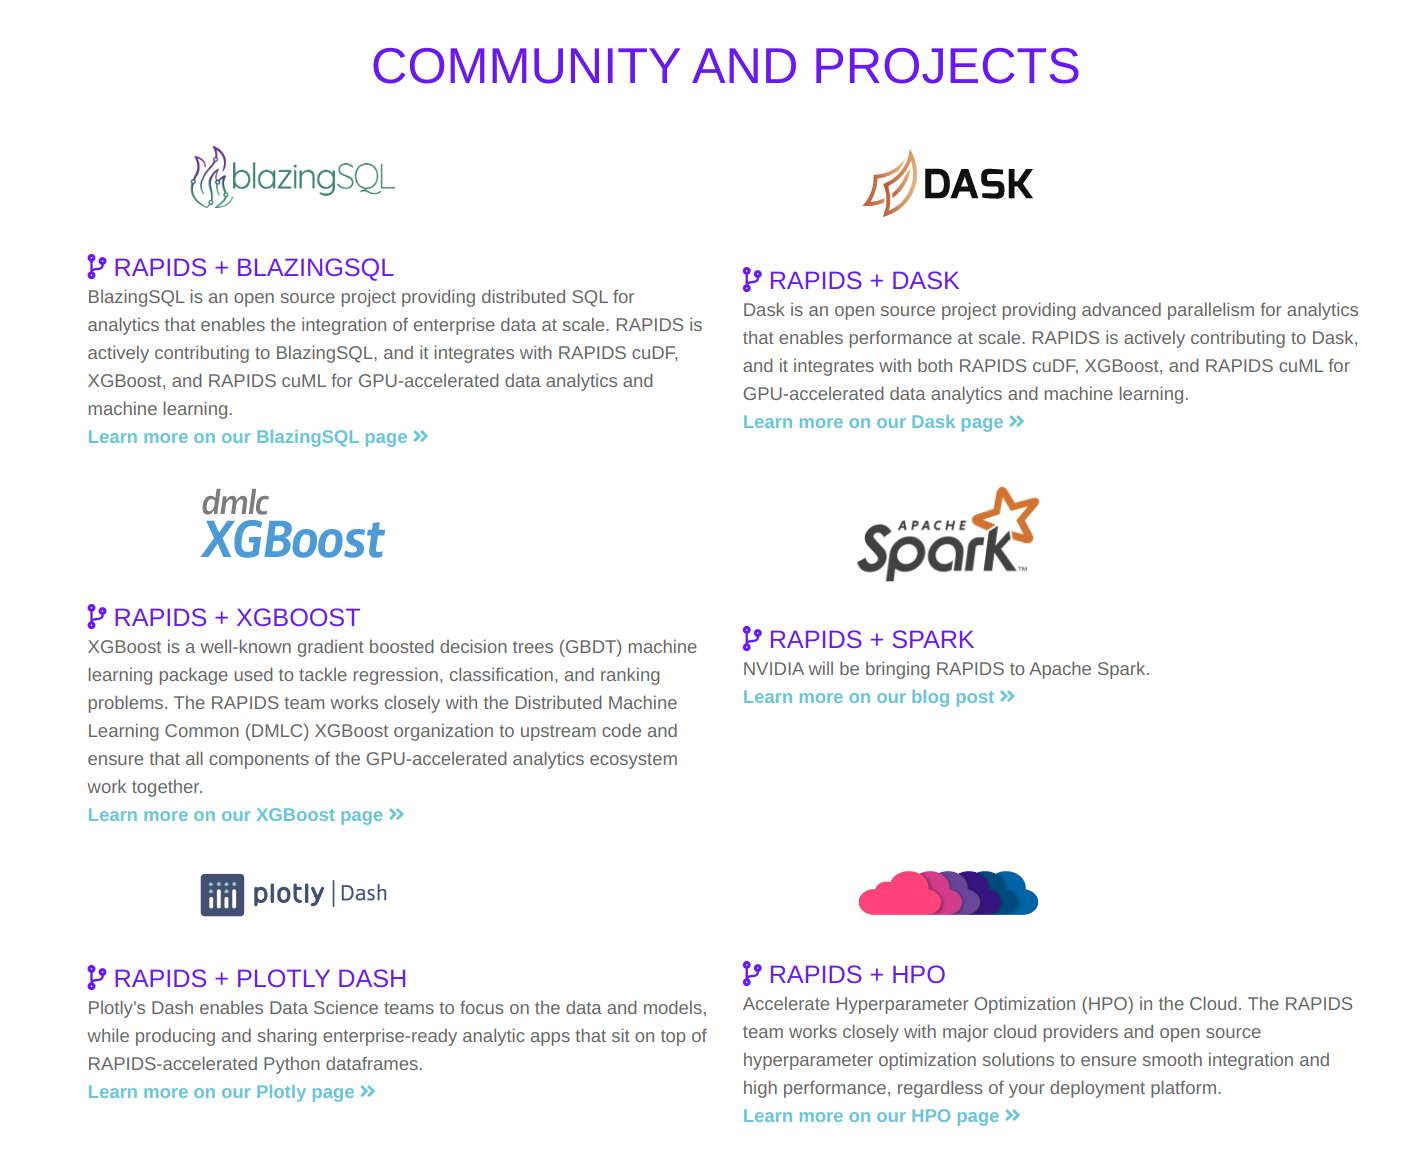 COMMUNITY AND PROJECTS
blazingSQL
RAPIDS + BLAZINGSQL
BlazingSQL is an open source project providing distributed SQL for
analytics that enables the integration of enterprise data at scale. RAPIDS is
actively contributing to BlazingSQL, and it integrates with RAPIDS cuDF,
XGBoost, and RAPIDS cuML for GPU-accelerated data analytics and
machine learning.
Learn more on our BlazingSQL page
DASK
RAPIDS + DASK
Dask is an open source project providing advanced parallelism for analytics
that enables performance at scale. RAPIDS is actively contributing to Dask,
and it integrates with both RAPIDS cuDF, XGBoost, and RAPIDS cuML for
GPU-accelerated data analytics and machine learning.
Learn more on our Dask page
dmlc
XGBoost
RAPIDS + XGBOOST
XGBoost is a well-known gradient boosted decision trees (GBDT) machine
learning package used to tackle regression, classification, and ranking
problems. The RAPIDS team works closely with the Distributed Machine
Learning Common (DMLC) XGBoost organization to upstream code and
ensure that all components of the GPU-accelerated analytics ecosystem
work together.
Learn more on our XGBoost page
APACHE
Spark™
RAPIDS + SPARK
NVIDIA will be bringing RAPIDS to Apache Spark.
Learn more on our blog post
plotly | Dash
RAPIDS + PLOTLY DASH
Plotly’s Dash enables Data Science teams to focus on the data and models,
while producing and sharing enterprise-ready analytic apps that sit on top of
RAPIDS-accelerated Python dataframes.
Learn more on our Plotly page
RAPIDS + HPO
Accelerate Hyperparameter Optimization (HPO) in the Cloud. The RAPIDS
team works closely with major cloud providers and open source
hyperparameter optimization solutions to ensure smooth integration and
high performance, regardless of your deployment platform.
Learn more on our HPO page